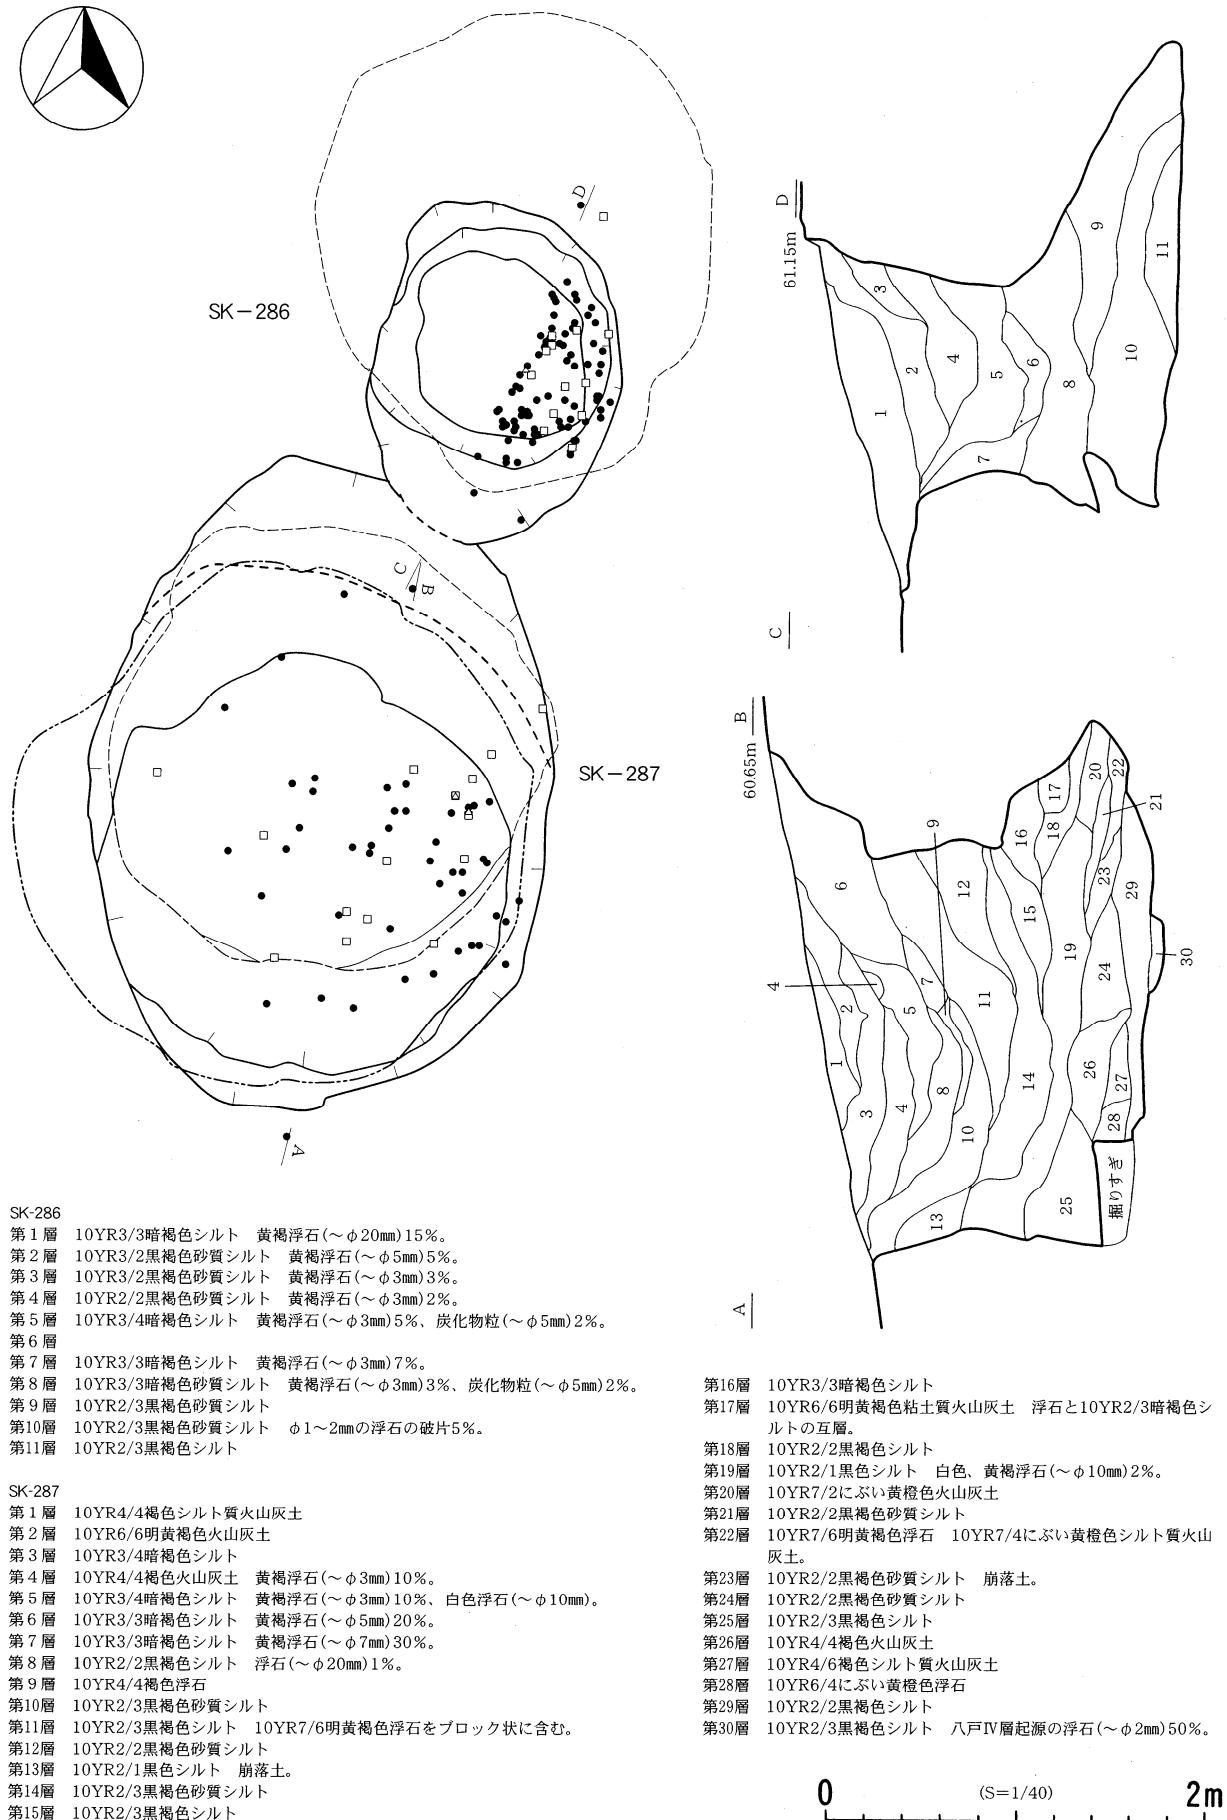 SK−286
SK−287
A
B
C
D
D
61.15m
C
B
60.65m
A
1
2
3
4
5
6
7
8
9
10
11
1
2
3
4
4
5
6
7
8
9
10
11
12
13
14
15
16
17
18
19
20
21
22
23
24
25
26
27
28
29
30
掘りすぎ
SK-286
第1層 10YR3/3暗褐色シルト 黄褐浮石(～φ20㎜)15%。
第2層 10YR3/2黒褐色砂質シルト 黄褐浮石(～φ5㎜)5%。
第3層 10YR3/2黒褐色砂質シルト 黄褐浮石(～φ3㎜)3%。
第4層 10YR2/2黒褐色砂質シルト 黄褐浮石(～φ3㎜)2%。
第5層 10YR3/4暗褐色シルト 黄褐浮石(～φ3㎜)5%、炭化物粒(～φ5㎜)2%。
第6層
第7層 10YR3/3暗褐色シルト 黄褐浮石(～φ3㎜)7%。
第8層 10YR3/3暗褐色砂質シルト 黄褐浮石(～φ3㎜)3%、炭化物粒(～φ5㎜)2%。
第9層 10YR2/3黒褐色砂質シルト
第10層 10YR2/3黒褐色砂質シルト φ1～2㎜の浮石の破片5%。
第11層 10YR2/3黒褐色シルト
SK-287
第1層 10YR4/4褐色シルト質火山灰土
第2層 10YR6/6明黄褐色火山灰土
第3層 10YR3/4暗褐色シルト
第4層 10YR4/4褐色火山灰土 黄褐浮石(～φ3㎜)10%。
第5層 10YR3/4暗褐色シルト 黄褐浮石(～φ3㎜)10%、白色浮石(～φ10㎜)。
第6層 10YR3/3暗褐色シルト 黄褐浮石(～φ5㎜)20%。
第7層 10YR3/3暗褐色シルト 黄褐浮石(～φ7㎜)30%。
第8層 10YR2/2黒褐色シルト 浮石(～φ20㎜)1%。
第9層 10YR4/4褐色浮石
第10層 10YR2/3黒褐色砂質シルト
第11層 10YR2/3黒褐色シルト 10YR7/6明黄褐色浮石をブロック状に含む。
第12層 10YR2/2黒褐色砂質シルト
第13層 10YR2/1黒色シルト 崩落土。
第14層 10YR2/3黒褐色砂質シルト
第15層 10YR2/3黒褐色シルト
第16層 10YR3/3暗褐色シルト
第17層 10YR6/6明黄褐色粘土質火山灰土 浮石と10YR2/3暗褐色シ
ルトの互層。
第18層 10YR2/2黒褐色シルト
第19層 10YR2/1黒色シルト 白色、黄褐浮石(～φ10㎜)2%。
第20層 10YR7/2にぶい黄橙色火山灰土
第21層 10YR2/2黒褐色砂質シルト
第22層 10YR7/6明黄褐色浮石 10YR7/4にぶい黄橙色シルト質火山
灰土。
第23層 10YR2/2黒褐色砂質シルト 崩落土。
第24層 10YR2/2黒褐色砂質シルト
第25層 10YR2/3黒褐色シルト
第26層 10YR4/4褐色火山灰土
第27層 10YR4/6褐色シルト質火山灰土
第28層 10YR6/4にぶい黄橙色浮石
第29層 10YR2/2黒褐色シルト
第30層 10YR2/3黒褐色シルト 八戸Ⅳ層起源の浮石(～φ2㎜)50%。
0 (S=1/40) 2m